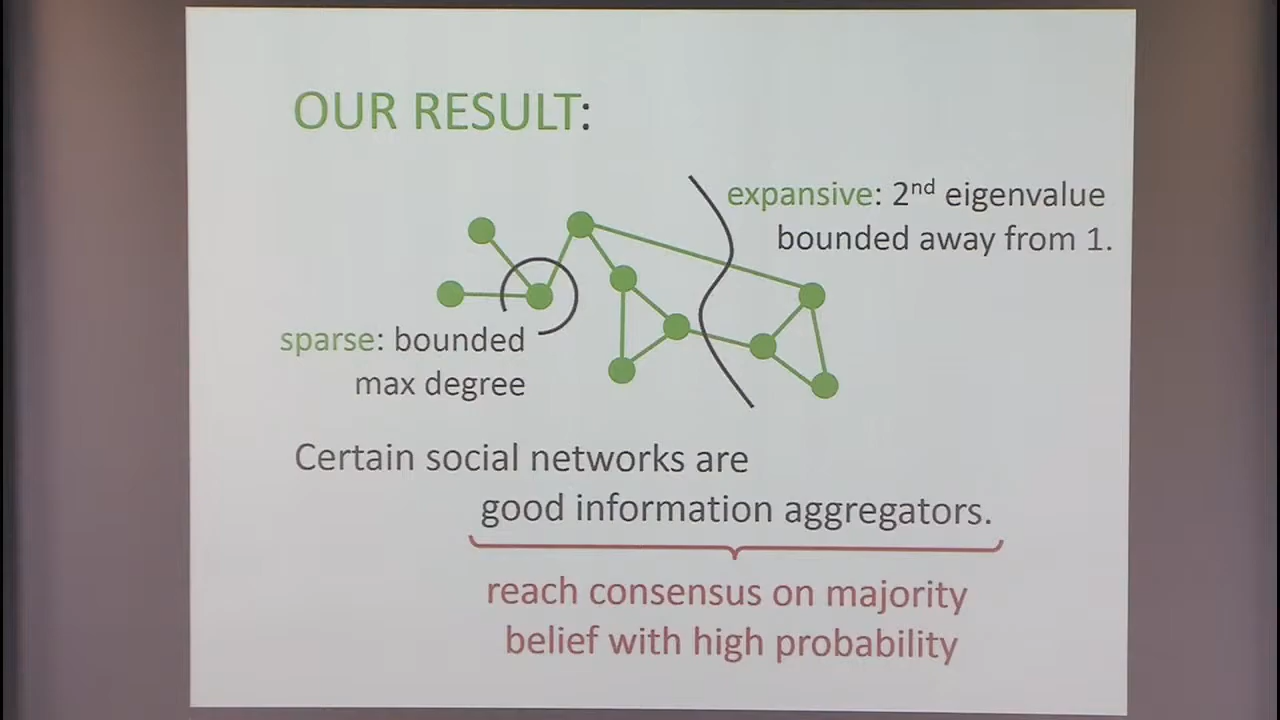 OUR RESULT:
expansive: 2nd eigenvalue
bounded away from 1.
sparse: bounded
max degree
Certain social networks are
good information aggregators.
reach consensus on majority
belief with high probability